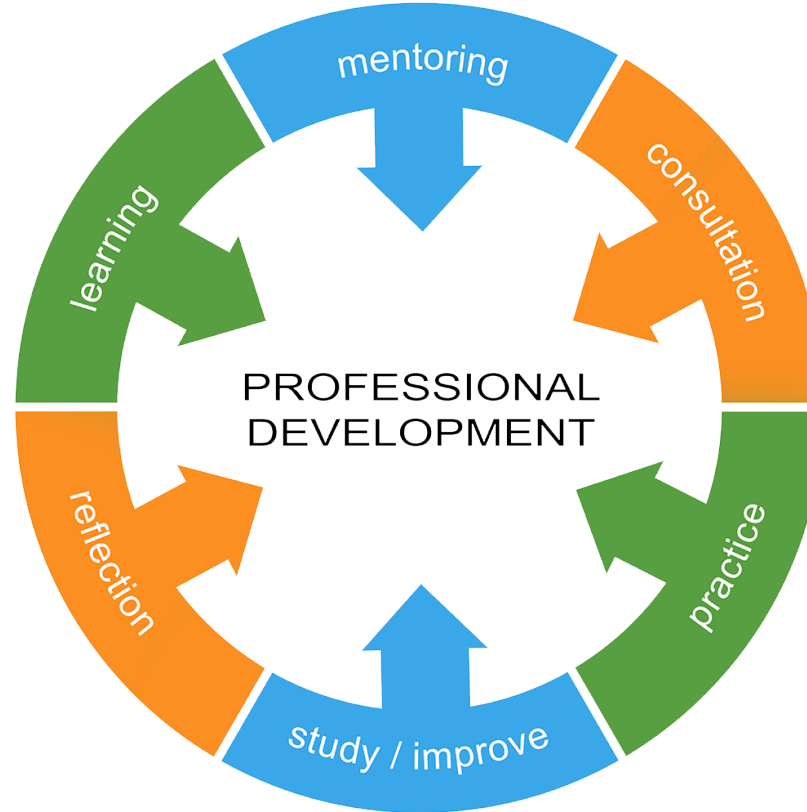 mentoring
consultation
learning
PROFESSIONAL
DEVELOPMENT
reflection
practice
study / improve